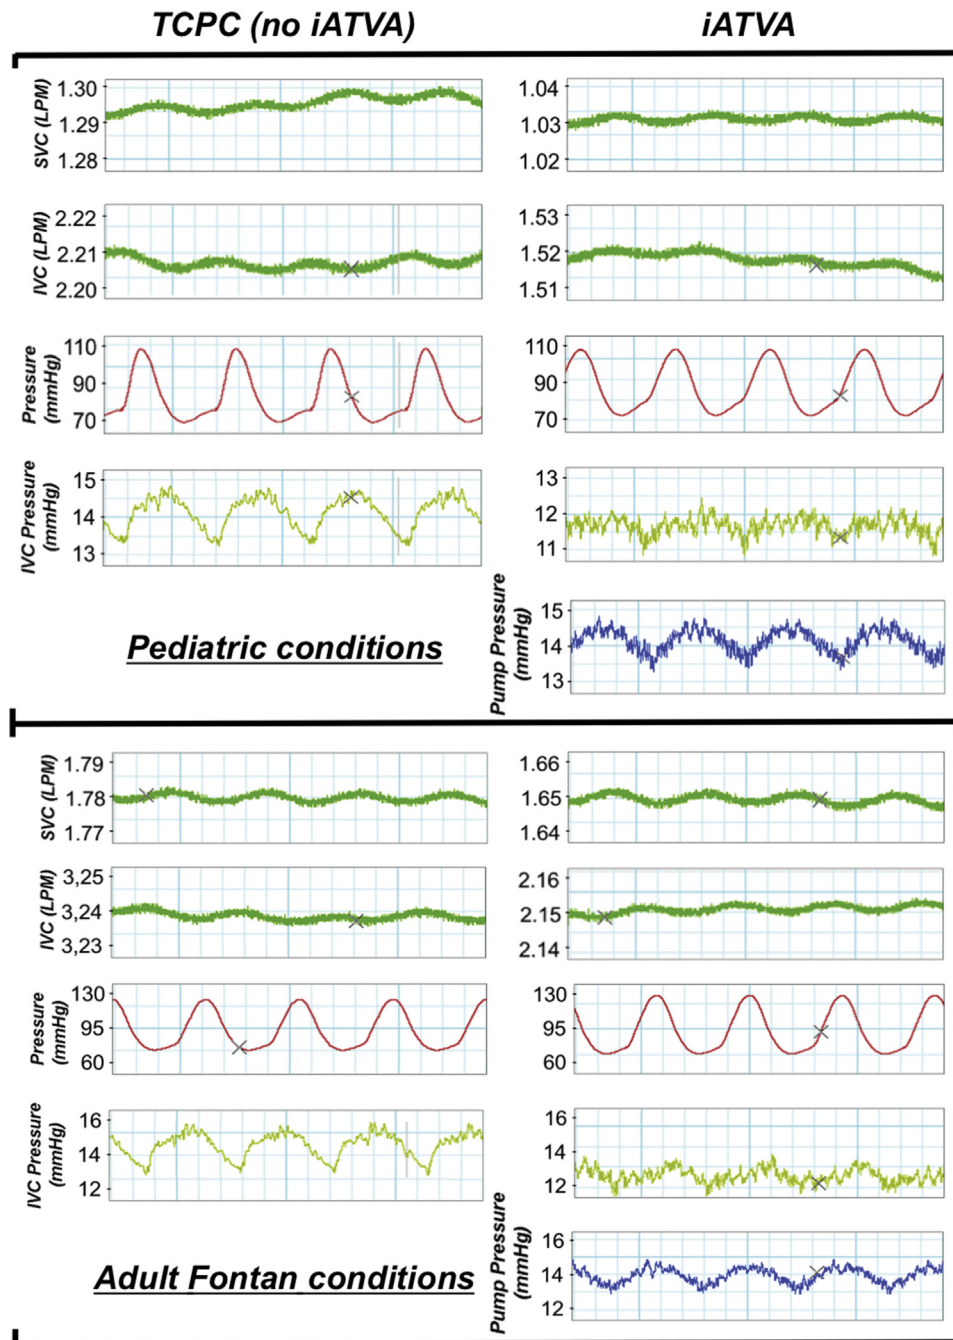 TCPC (no iATVA)
iATVA
SVC (LPM)
1.30
1.29
1.28
1.04
1.03
1.02
IVC (LPM)
2.22
2.21
2.20
1.53
1.52
1.51
Pressure
(mmHg)
110
90
70
110
90
70
IVC Pressure
(mmHg)
15
14
13
13
12
11
Pediatric conditions
Pump Pressure
(mmHg)
15
14
13
SVC (LPM)
1.79
1.78
1.77
1.66
1.65
1.64
IVC (LPM)
3,25
3,24
3,23
2.16
2.15
2.14
Pressure
(mmHg)
130
95
60
130
95
60
IVC Pressure
(mmHg)
16
14
12
16
14
12
Adult Fontan conditions
Pump Pressure
(mmHg)
16
14
12